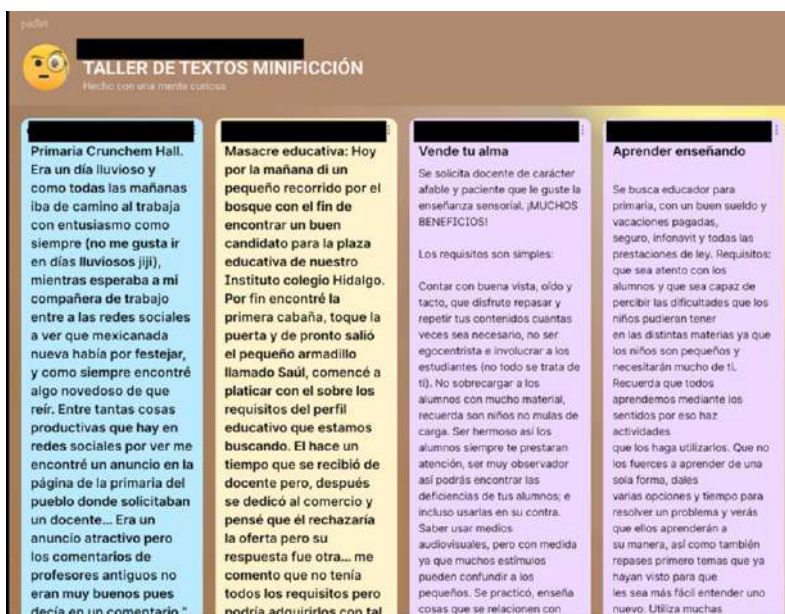 padlet
TALLER DE TEXTOS MINIFICCIÓN
Hecho con una mente curiosa
Primaria Crunchem Hall.
Era un día lluvioso y
como todas las mañanas
iba de camino al trabaja
con entusiasmo como
siempre (no me gusta ir
en días lluviosos jiji),
mientras esperaba a mi
compañera de trabajo
entre a las redes sociales
a ver que mexicanada
nueva había por festejar,
y como siempre encontré
algo novedoso de que
reír. Entre tantas cosas
productivas que hay en
redes sociales por ver me
encontré un anuncio en la
página de la primaria del
pueblo donde solicitaban
un docente... Era un
anuncio atractivo pero
los comentarios de
profesores antiguos no
eran muy buenos pues
decía en un comentario "
Masacre educativa: Hoy
por la mañana di un
pequeño recorrido por el
bosque con el fin de
encontrar un buen
candidato para la plaza
educativa de nuestro
Instituto colegio Hidalgo.
Por fin encontré la
primera cabaña, toque la
puerta y de pronto salió
el pequeño armadillo
llamado Saúl, comencé a
platicar con el sobre los
requisitos del perfil
educativo que estamos
buscando. El hace un
tiempo que se recibió de
docente pero, después
se dedicó al comercio y
pensé que él rechazaría
la oferta pero su
respuesta fue otra... me
comento que no tenía
todos los requisitos pero
podría adquirirlos con tal
Vende tu alma
Se solicita docente de carácter
afable y paciente que le guste la
enseñanza sensorial. ¡MUCHOS
BENEFICIOS!
Los requisitos son simples:
Contar con buena vista, oído y
tacto, que disfrute repasar y
repetir tus contenidos cuantas
veces sea necesario, no ser
egocentrista e involucrar a los
estudiantes (no todo se trata de
ti). No sobrecargar a los
alumnos con mucho material,
recuerda son niños no mulas de
carga. Ser hermoso así los
alumnos siempre te prestaran
atención, ser muy observador
así podrás encontrar las
deficiencias de tus alumnos; e
incluso usarlas en su contra.
Saber usar medios
audiovisuales, pero con medida
ya que muchos estímulos
pueden confundir a los
pequeños. Se practicó, enseña
cosas que se relacionen con
Aprender enseñando
Se busca educador para
primaria, con un buen sueldo y
vacaciones pagadas,
seguro, infonavit y todas las
prestaciones de ley. Requisitos:
que sea atento con los
alumnos y que sea capaz de
percibir las dificultades que los
niños pudieran tener
en las distintas materias ya que
los niños son pequeños y
necesitarán mucho de ti.
Recuerda que todos
aprendemos mediante los
sentidos por eso haz
actividades
que los haga utilizarlos. Que no
los fuerces a aprender de una
sola forma, dales
varias opciones y tiempo para
resolver un problema y verás
que ellos aprenderán a
su manera, así como también
repases primero temas que ya
hayan visto para que
les sea más fácil entender uno
nuevo. Utiliza muchas